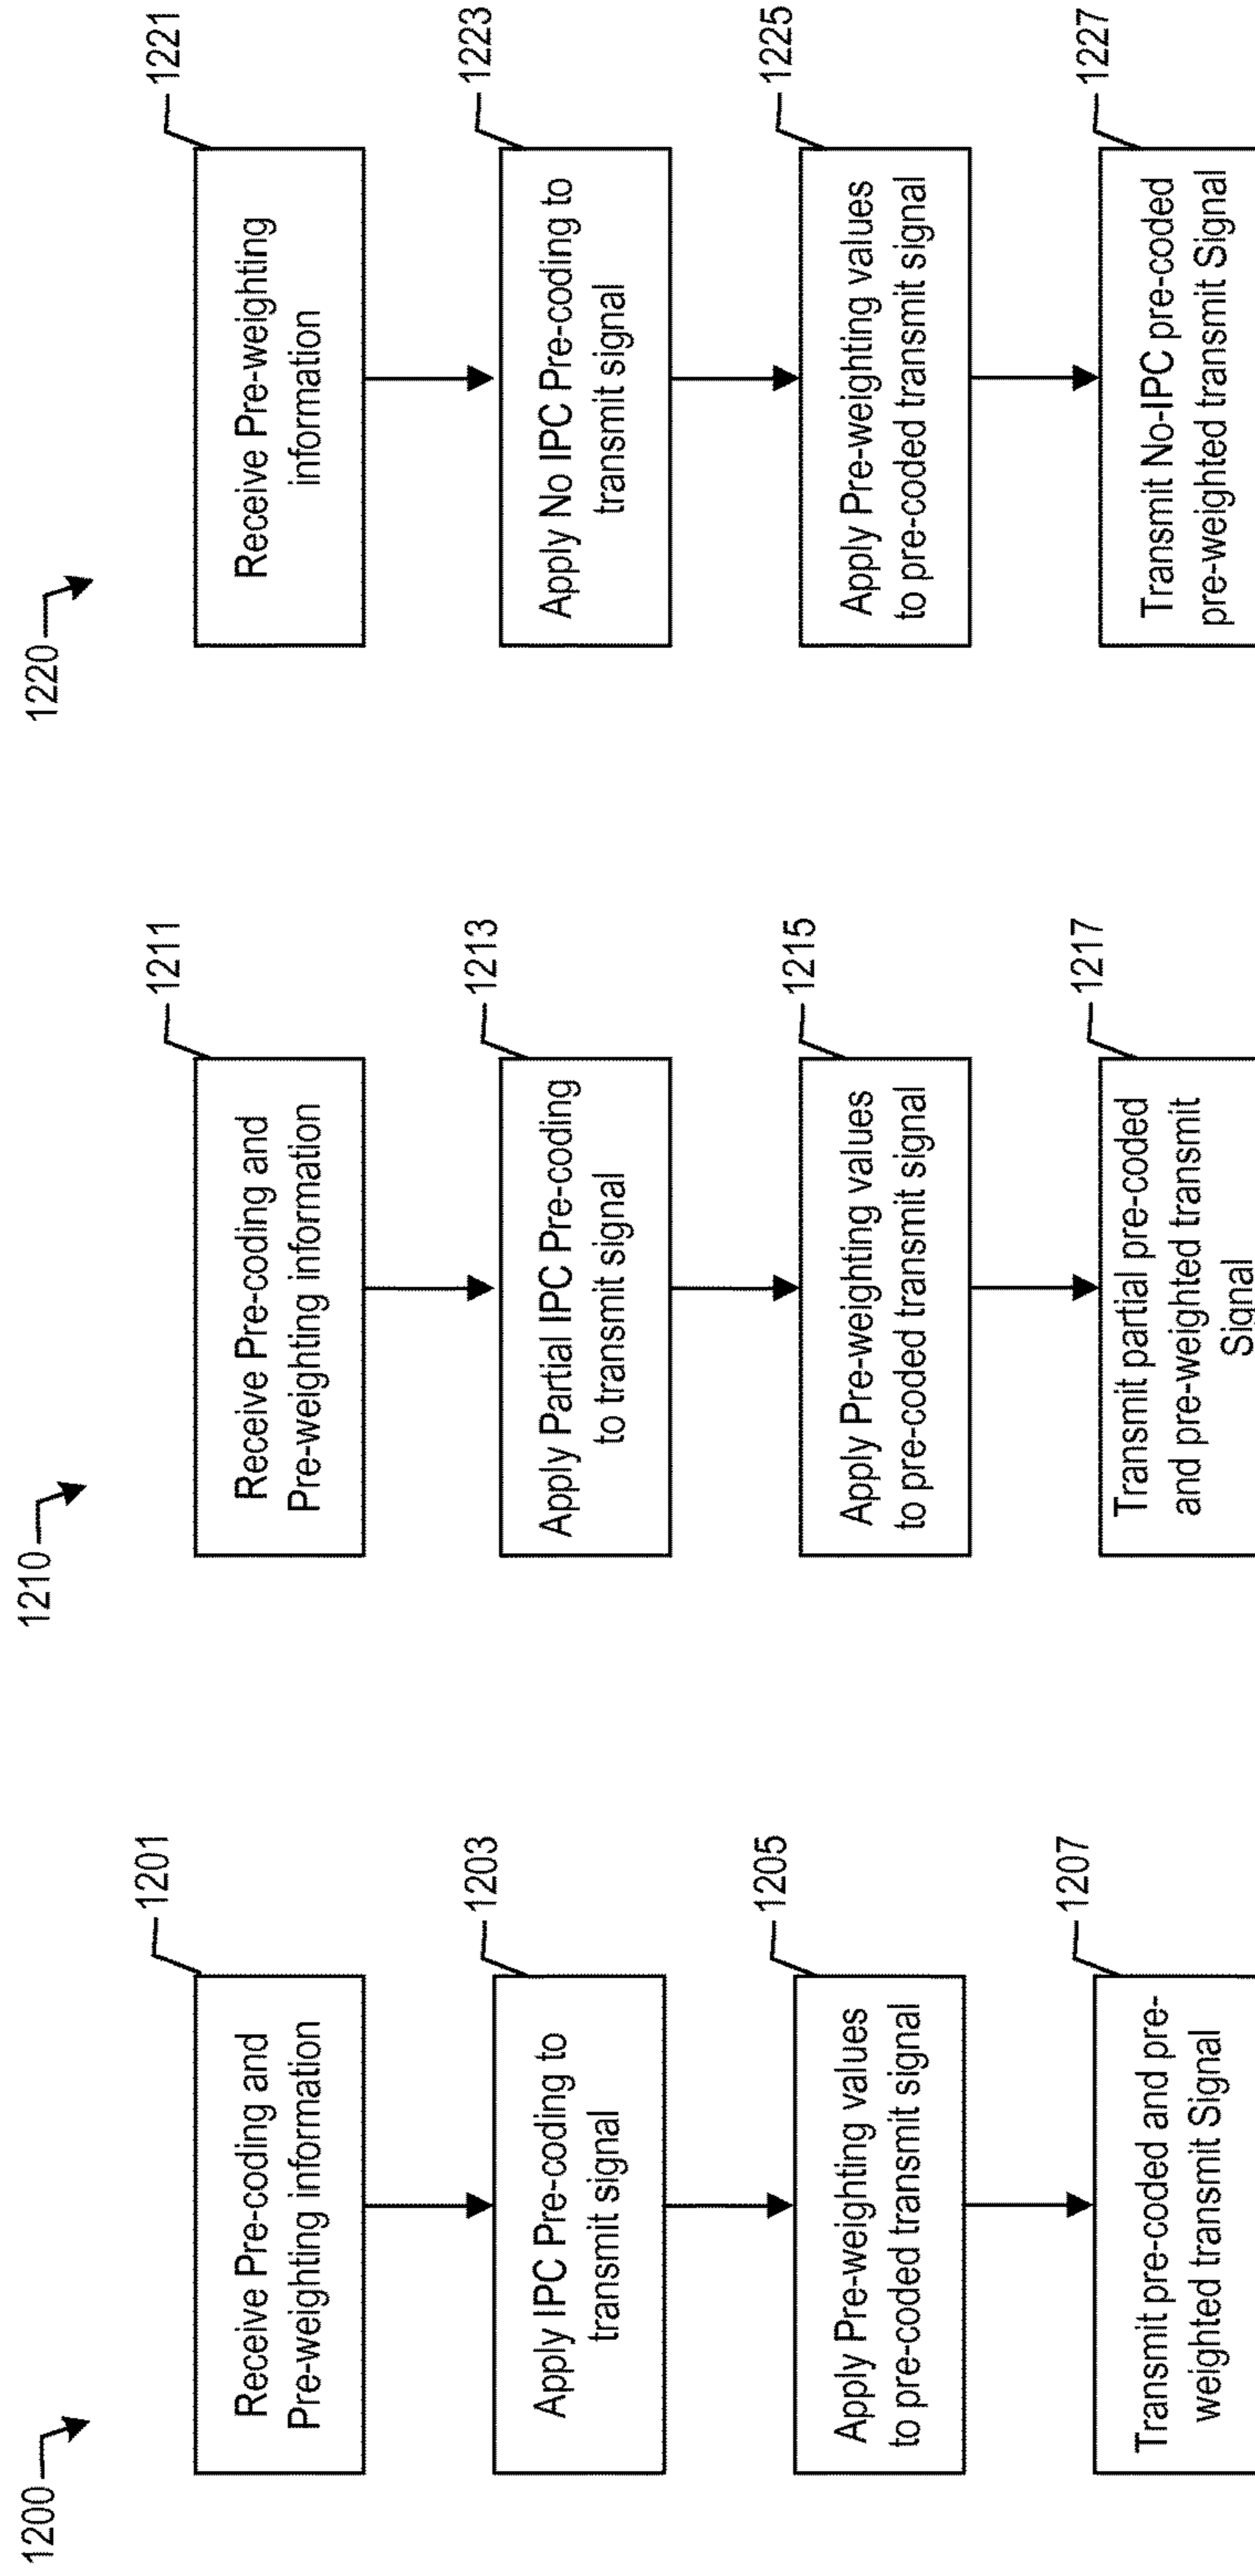 1200
1201
Receive Pre-coding and
Pre-weighting information
1203
Apply IPC Pre-coding to
transmit signal
1205
Apply Pre-weighting values
to pre-coded transmit signal
1207
Transmit pre-coded and pre-
weighted transmit Signal
1210
1211
Receive Pre-coding and
Pre-weighting information
1213
Apply Partial IPC Pre-coding
to transmit signal
1215
Apply Pre-weighting values
to pre-coded transmit signal
1217
Transmit partial pre-coded
and pre-weighted transmit
Signal
1220
1221
Receive Pre-weighting
information
1223
Apply No IPC Pre-coding to
transmit signal
1225
Apply Pre-weighting values
to pre-coded transmit signal
1227
Transmit No-IPC pre-coded
pre-weighted transmit Signal